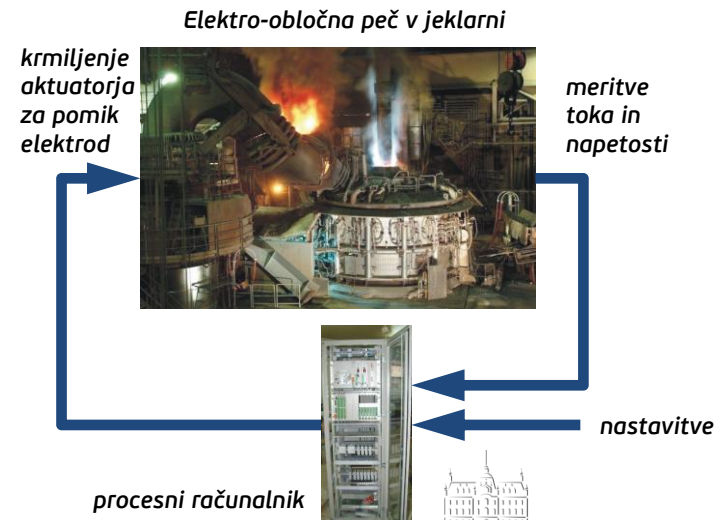 Elektro-obločna peč v jeklarni
krmiljenje
aktuatorja
za pomik
elektrod
meritve
toka in
napetosti
nastavitve
procesni računalnik